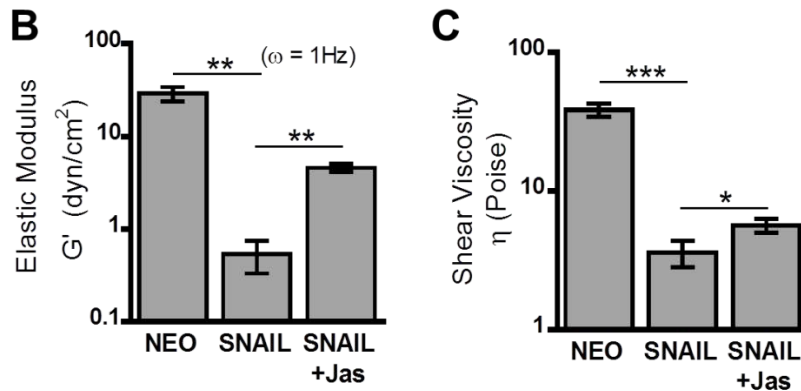 B
Elastic Modulus
G' (dyn/cm²)
100
10
1
0.1
** (ω = 1Hz)
**
NEO SNAIL SNAIL
+Jas
C
Shear Viscosity
η (Poise)
100
10
1
***
*
NEO SNAIL SNAIL
+Jas